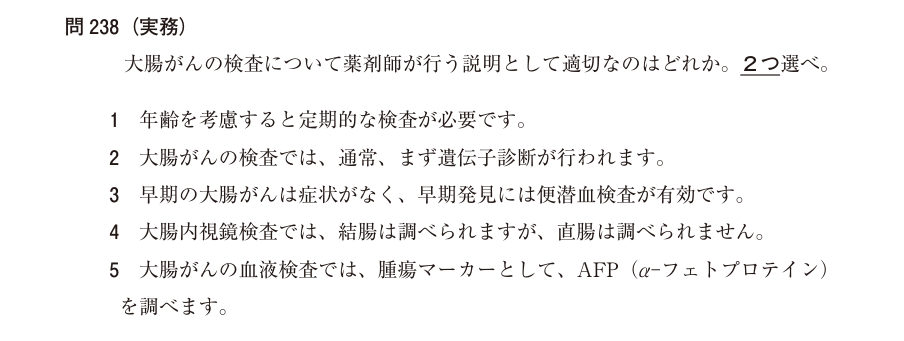 問 238（実務）
大腸がんの検査について薬剤師が行う説明として適切なのはどれか。２つ選べ。
1 年齢を考慮すると定期的な検査が必要です。
2 大腸がんの検査では、通常、まず遺伝子診断が行われます。
3 早期の大腸がんは症状がなく、早期発見には便潜血検査が有効です。
4 大腸内視鏡検査では、結腸は調べられますが、直腸は調べられません。
5 大腸がんの血液検査では、腫瘍マーカーとして、AFP（α−フェトプロテイン）
を調べます。